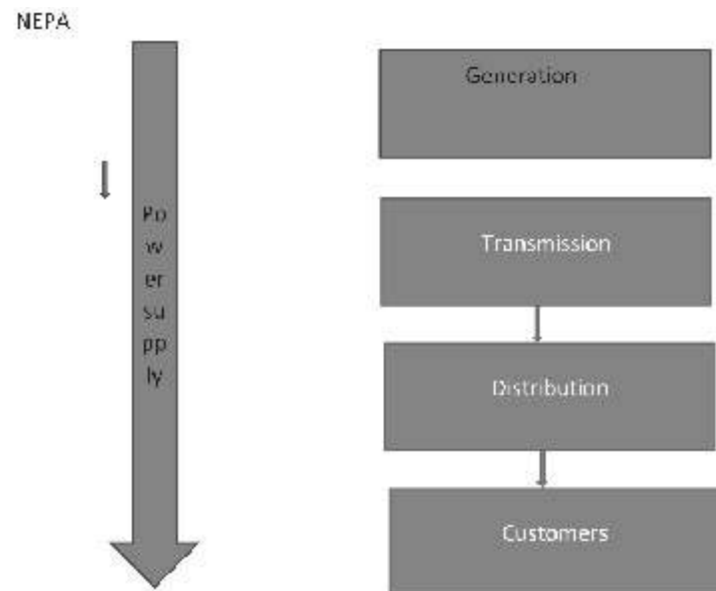 NEPA
Generation
Po
w
er
su
pp
ly
Transmission
Distribution
Customers